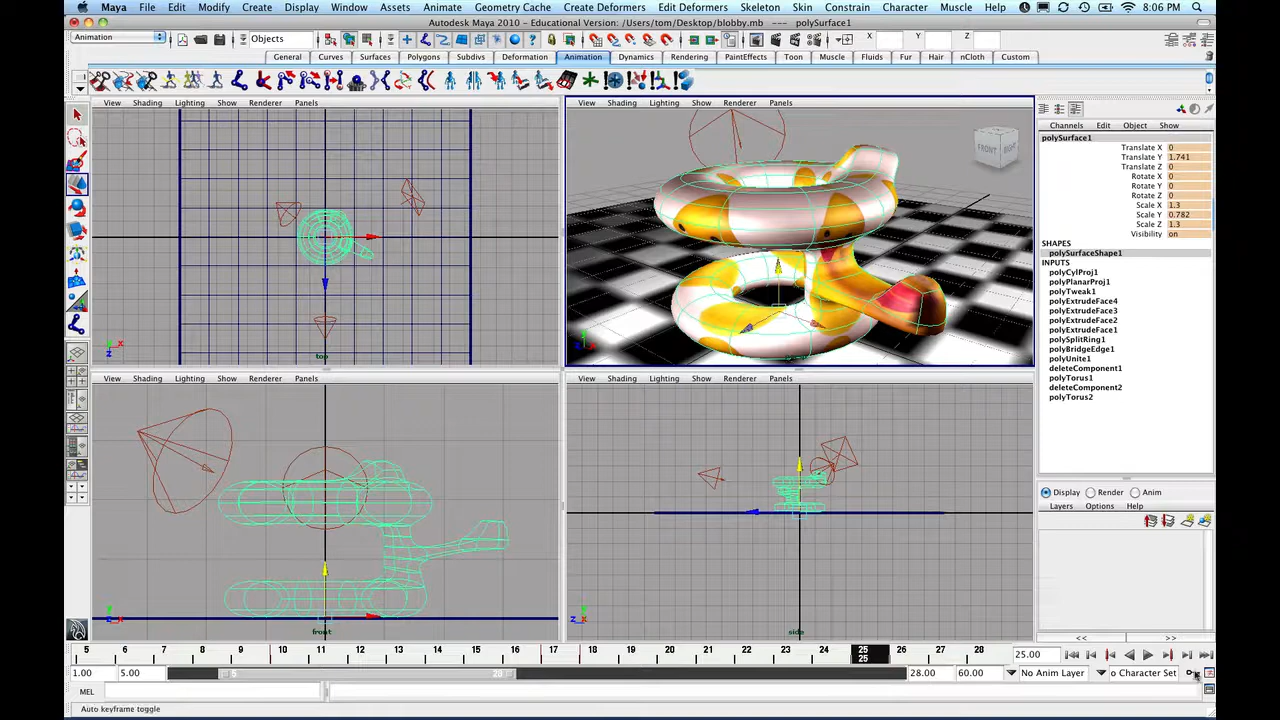 Maya File Edit Modify Create Display Window Assets Animate Geometry Cache Create Deformers Edit Deformers Skeleton Skin Constrain Character Muscle Help 8:06 PM
Autodesk Maya 2010 - Educational Version: /Users/tom/Desktop/blobby.mb --- polySurface1
Animation Objects X Y Z
General Curves Surfaces Polygons Subdivs Deformation Animation Dynamics Rendering PaintEffects Toon Muscle Fluids Fur Hair nCloth Custom
View Shading Lighting Show Renderer Panels
View Shading Lighting Show Renderer Panels
FRONT RIGHT
top
View Shading Lighting Show Renderer Panels
View Shading Lighting Show Renderer Panels
front
side
Channels Edit Object Show
polySurface1
Translate X 0
Translate Y 1.741
Translate Z 0
Rotate X 0
Rotate Y 0
Rotate Z 0
Scale X 1.3
Scale Y 0.782
Scale Z 1.3
Visibility on
SHAPES
polySurfaceShape1
INPUTS
polyCylProj1
polyPlanarProj1
polyTweak1
polyExtrudeFace4
polyExtrudeFace3
polyExtrudeFace2
polyExtrudeFace1
polySplitRing1
polyBridgeEdge1
polyUnite1
deleteComponent1
polyTorus1
deleteComponent2
polyTorus2
Display Render Anim
Layers Options Help
<< >>
5 6 7 8 9 10 11 12 13 14 15 16 17 18 19 20 21 22 23 24 25 26 27 28
25 25.00
1.00 5.00 5 28 28.00 60.00 No Anim Layer o Character Set
MEL
Auto keyframe toggle